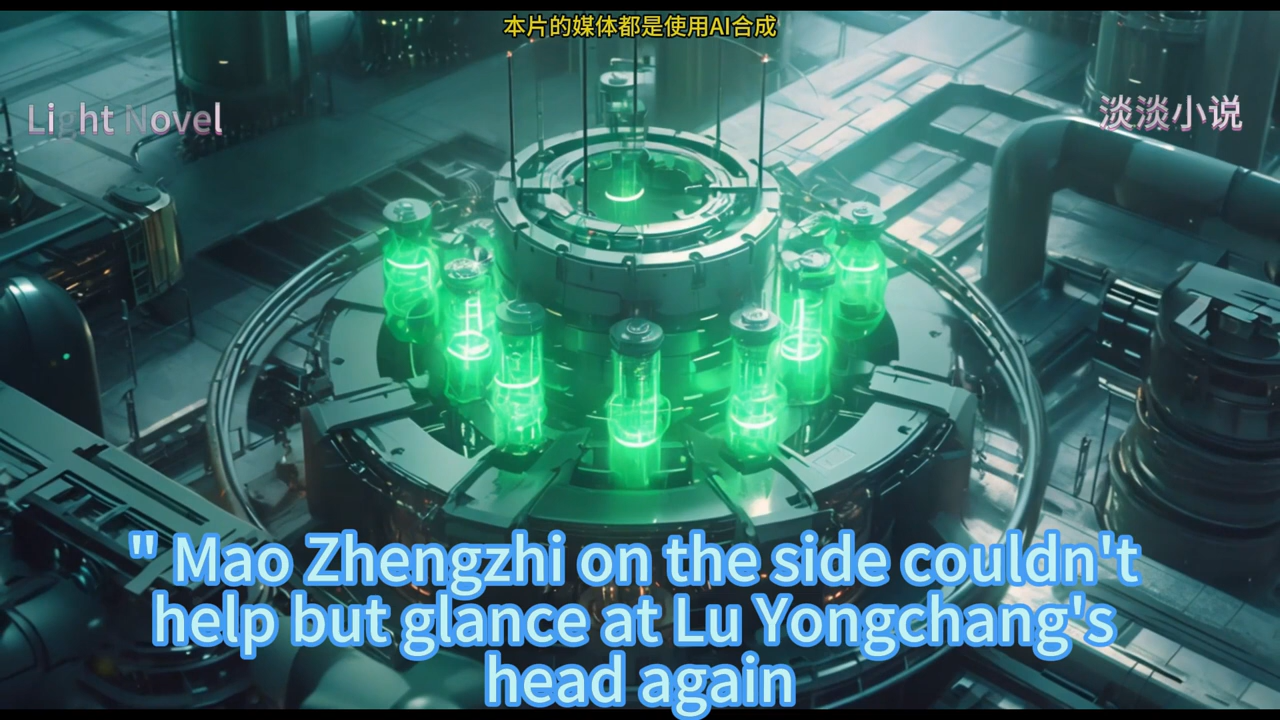 本片的媒体都是使用AI合成
Light Novel
淡淡小说
" Mao Zhengzhi on the side couldn't
help but glance at Lu Yongchang's
head again